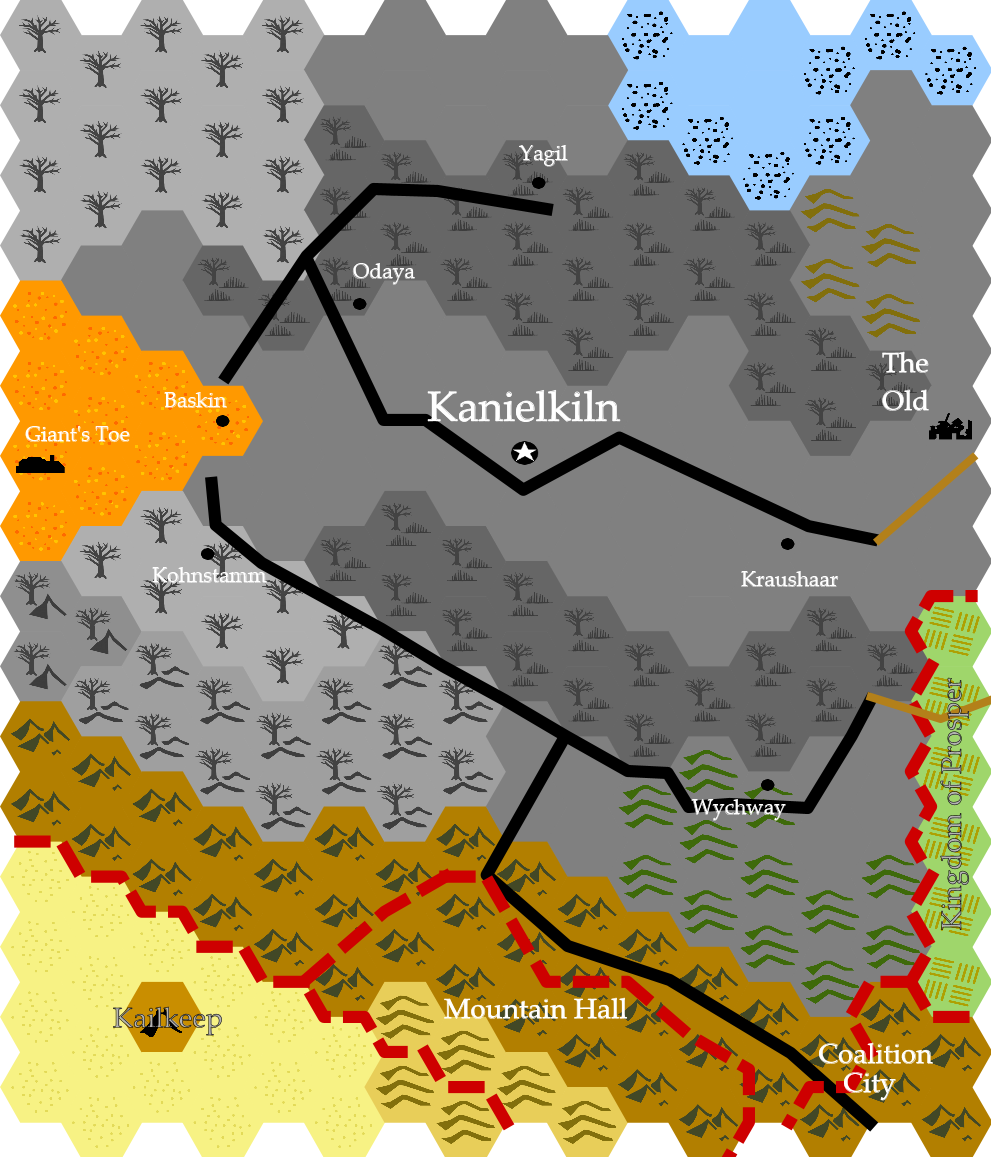 Yagil
Odaya
The
Old
Baskin
Kanielkiln
Giant's Toe
Kohnstamm
Kraushaar
Kingdom of Prosper
Wychway
Kailkeep
Mountain Hall
Coalition
City